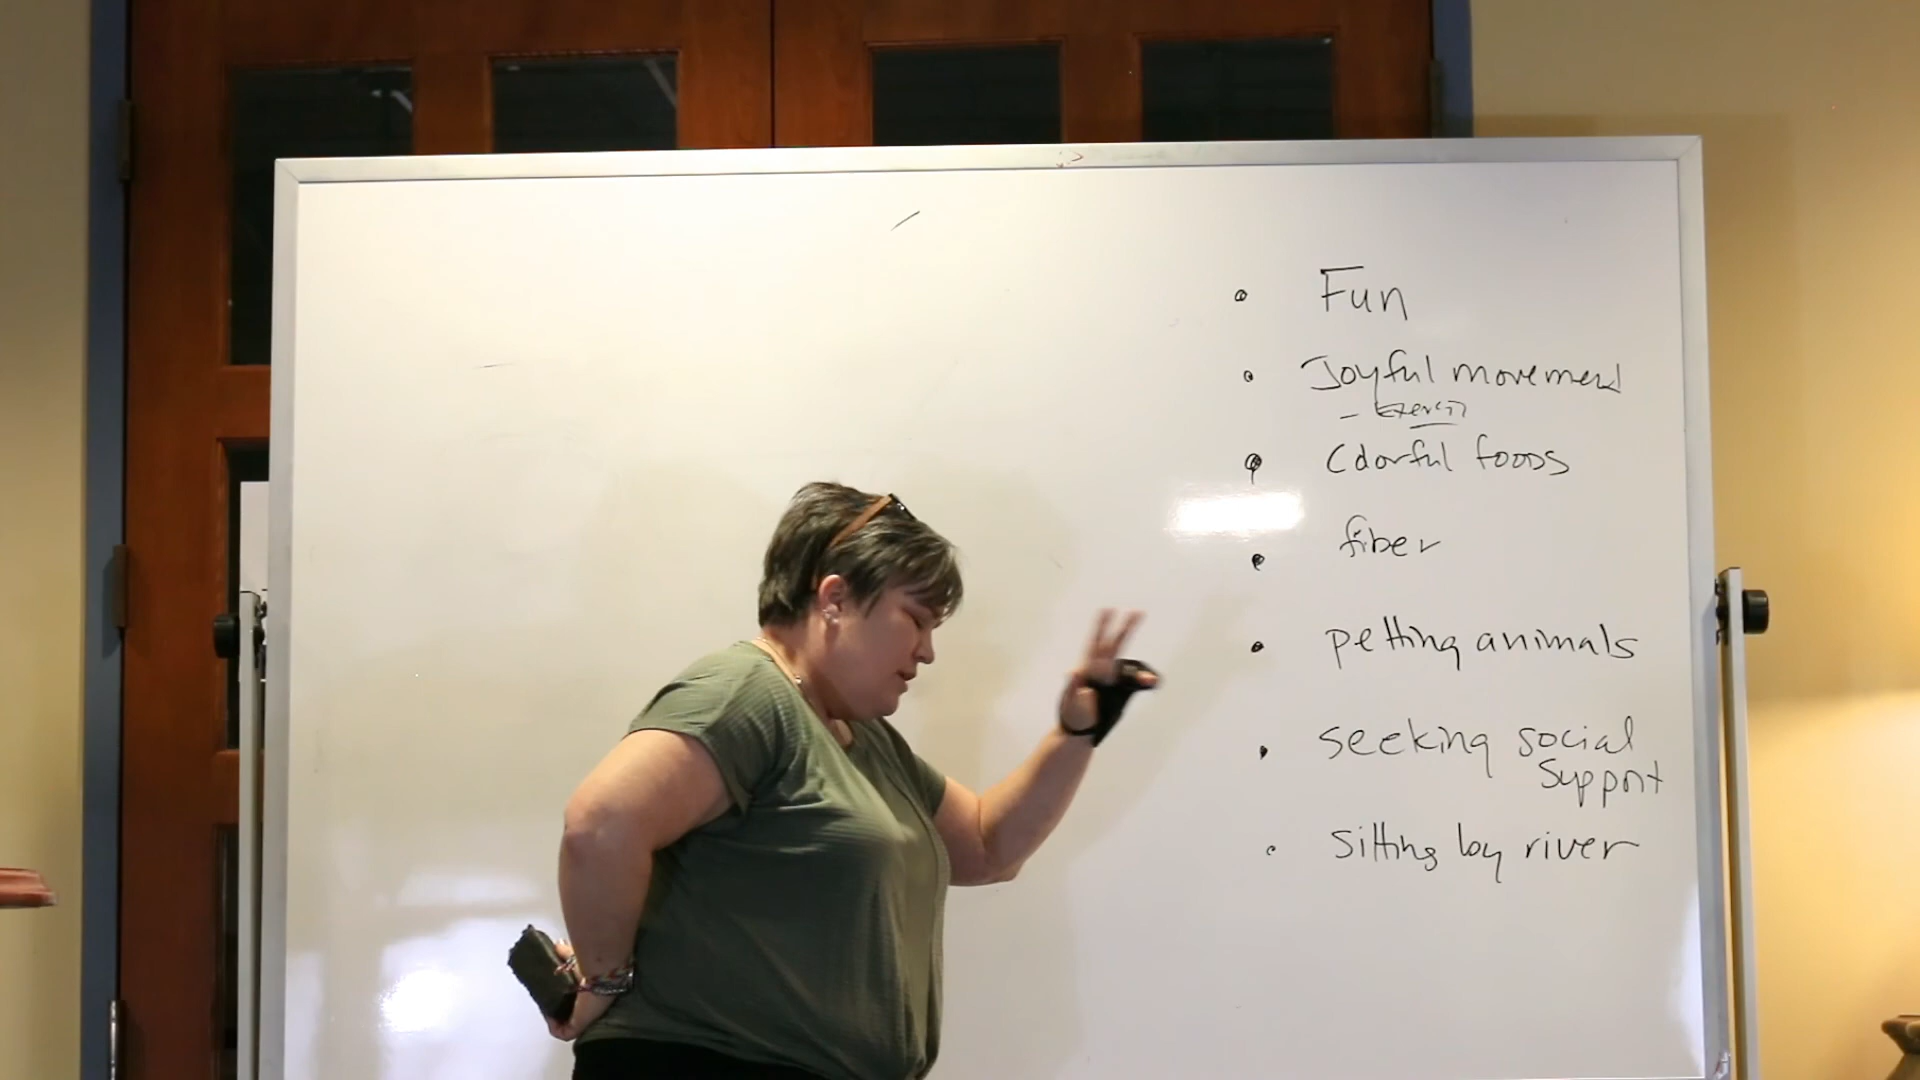 • Fun
• Joyful movement
• Colorful foods
• fiber
• petting animals
• seeking social
support
• sitting by river